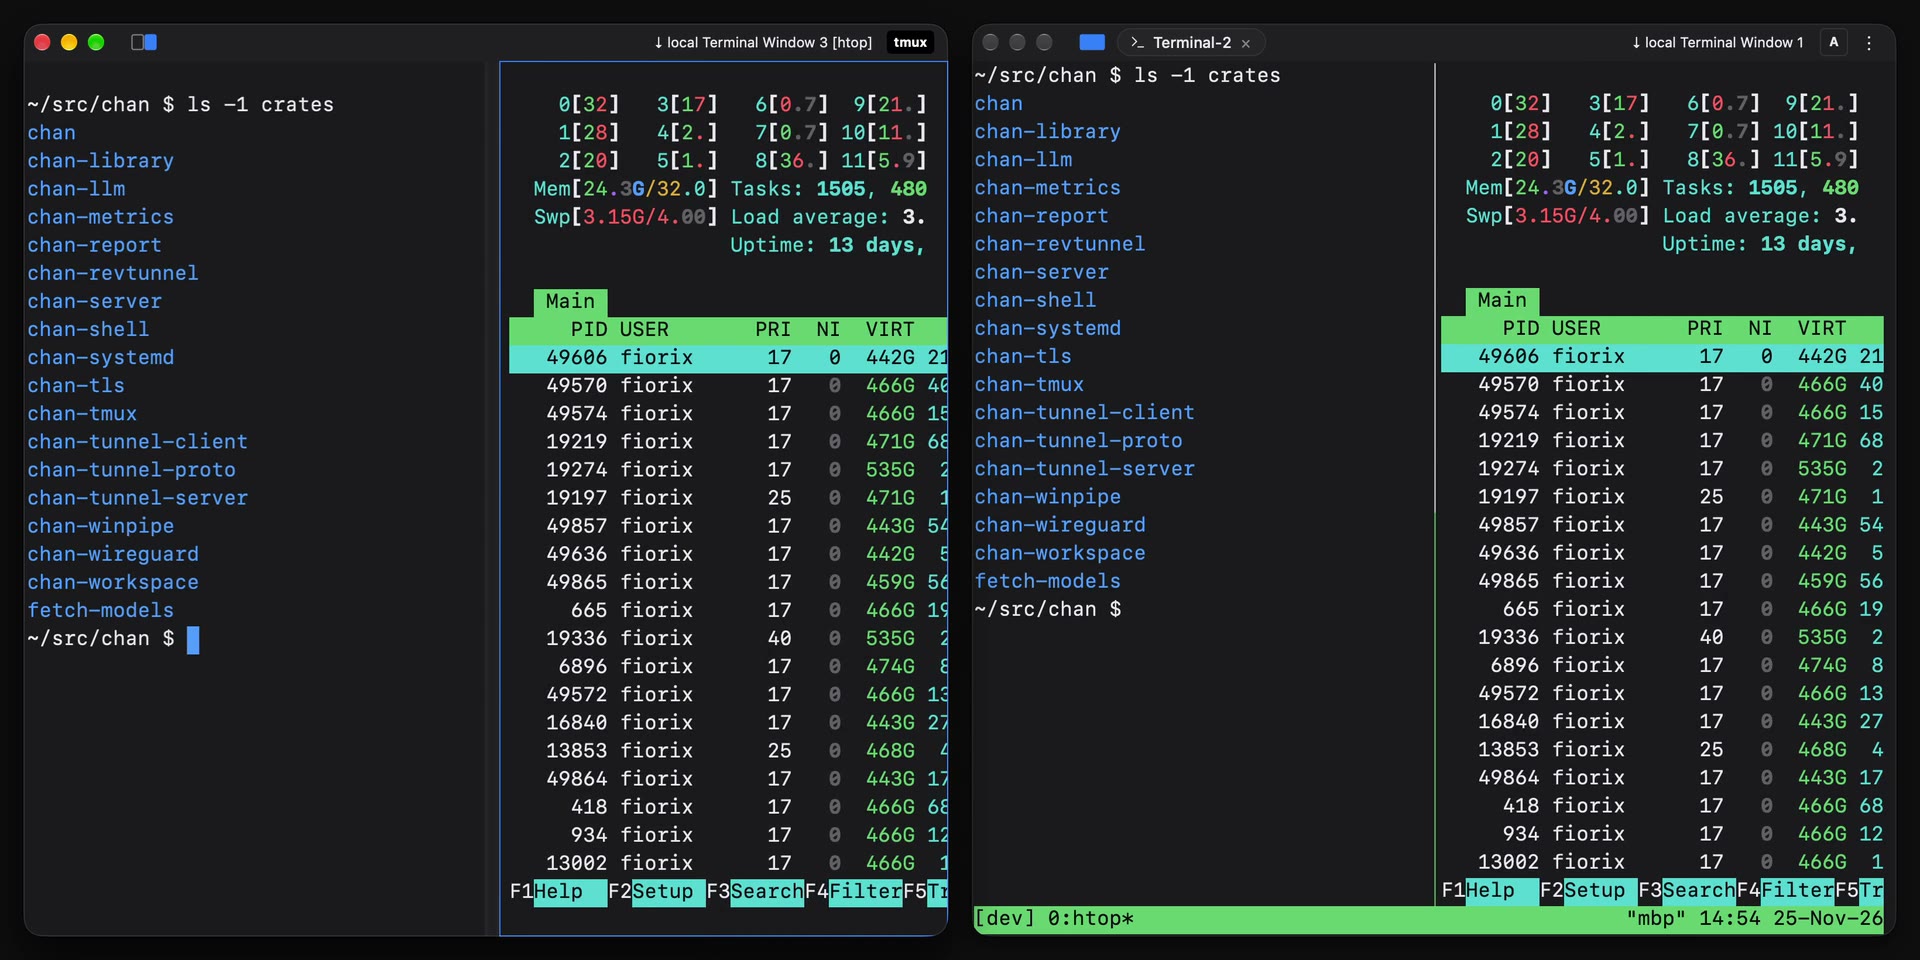 ↓ local Terminal Window 3 [htop] tmux
~/src/chan $ ls -1 crates
chan
chan-library
chan-llm
chan-metrics
chan-report
chan-revtunnel
chan-server
chan-shell
chan-systemd
chan-tls
chan-tmux
chan-tunnel-client
chan-tunnel-proto
chan-tunnel-server
chan-winpipe
chan-wireguard
chan-workspace
fetch-models
~/src/chan $
0[32] 3[17] 6[0.7] 9[21.]
1[28] 4[2.] 7[0.7] 10[11.]
2[20] 5[1.] 8[36.] 11[5.9]
Mem[24.3G/32.0] Tasks: 1505, 480
Swp[3.15G/4.00] Load average: 3.
Uptime: 13 days,
Main
PID USER PRI NI VIRT
49606 fiorix 17 0 442G 21
49570 fiorix 17 0 466G 40
49574 fiorix 17 0 466G 15
19219 fiorix 17 0 471G 68
19274 fiorix 17 0 535G 2
19197 fiorix 25 0 471G 1
49857 fiorix 17 0 443G 54
49636 fiorix 17 0 442G 5
49865 fiorix 17 0 459G 56
665 fiorix 17 0 466G 19
19336 fiorix 40 0 535G 2
6896 fiorix 17 0 474G 8
49572 fiorix 17 0 466G 13
16840 fiorix 17 0 443G 27
13853 fiorix 25 0 468G 4
49864 fiorix 17 0 443G 17
418 fiorix 17 0 466G 68
934 fiorix 17 0 466G 12
13002 fiorix 17 0 466G 1
F1Help F2Setup F3SearchF4FilterF5Tr
>_ Terminal-2 × ↓ local Terminal Window 1 A ⋮
~/src/chan $ ls -1 crates
chan
chan-library
chan-llm
chan-metrics
chan-report
chan-revtunnel
chan-server
chan-shell
chan-systemd
chan-tls
chan-tmux
chan-tunnel-client
chan-tunnel-proto
chan-tunnel-server
chan-winpipe
chan-wireguard
chan-workspace
fetch-models
~/src/chan $
0[32] 3[17] 6[0.7] 9[21.]
1[28] 4[2.] 7[0.7] 10[11.]
2[20] 5[1.] 8[36.] 11[5.9]
Mem[24.3G/32.0] Tasks: 1505, 480
Swp[3.15G/4.00] Load average: 3.
Uptime: 13 days,
Main
PID USER PRI NI VIRT
49606 fiorix 17 0 442G 21
49570 fiorix 17 0 466G 40
49574 fiorix 17 0 466G 15
19219 fiorix 17 0 471G 68
19274 fiorix 17 0 535G 2
19197 fiorix 25 0 471G 1
49857 fiorix 17 0 443G 54
49636 fiorix 17 0 442G 5
49865 fiorix 17 0 459G 56
665 fiorix 17 0 466G 19
19336 fiorix 40 0 535G 2
6896 fiorix 17 0 474G 8
49572 fiorix 17 0 466G 13
16840 fiorix 17 0 443G 27
13853 fiorix 25 0 468G 4
49864 fiorix 17 0 443G 17
418 fiorix 17 0 466G 68
934 fiorix 17 0 466G 12
13002 fiorix 17 0 466G 1
F1Help F2Setup F3SearchF4FilterF5Tr
[dev] 0:htop* "mbp" 14:54 25-Nov-26